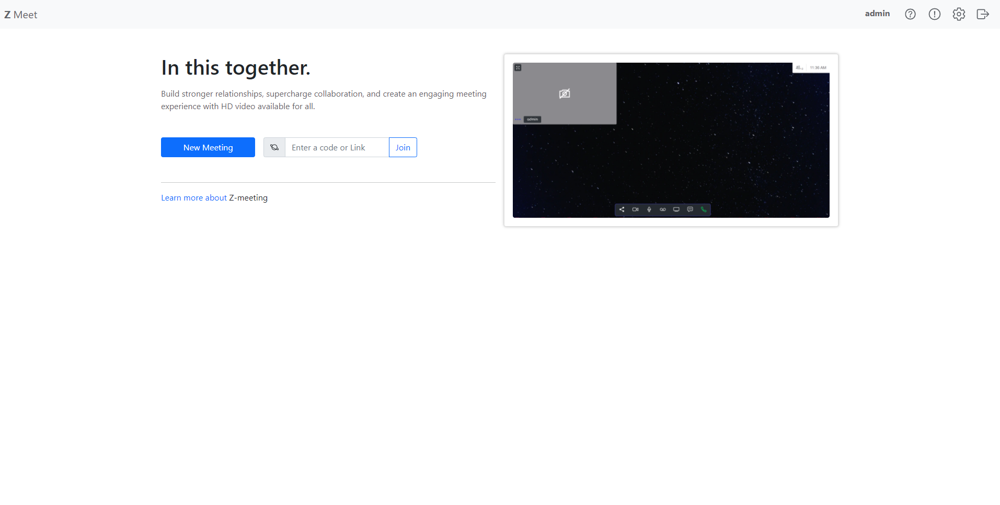 Z Meet
admin
In this together.
Build stronger relationships, supercharge collaboration, and create an engaging meeting
experience with HD video available for all.
New Meeting
Enter a code or Link
Join
Learn more about Z-meeting
11:36 AM
admin